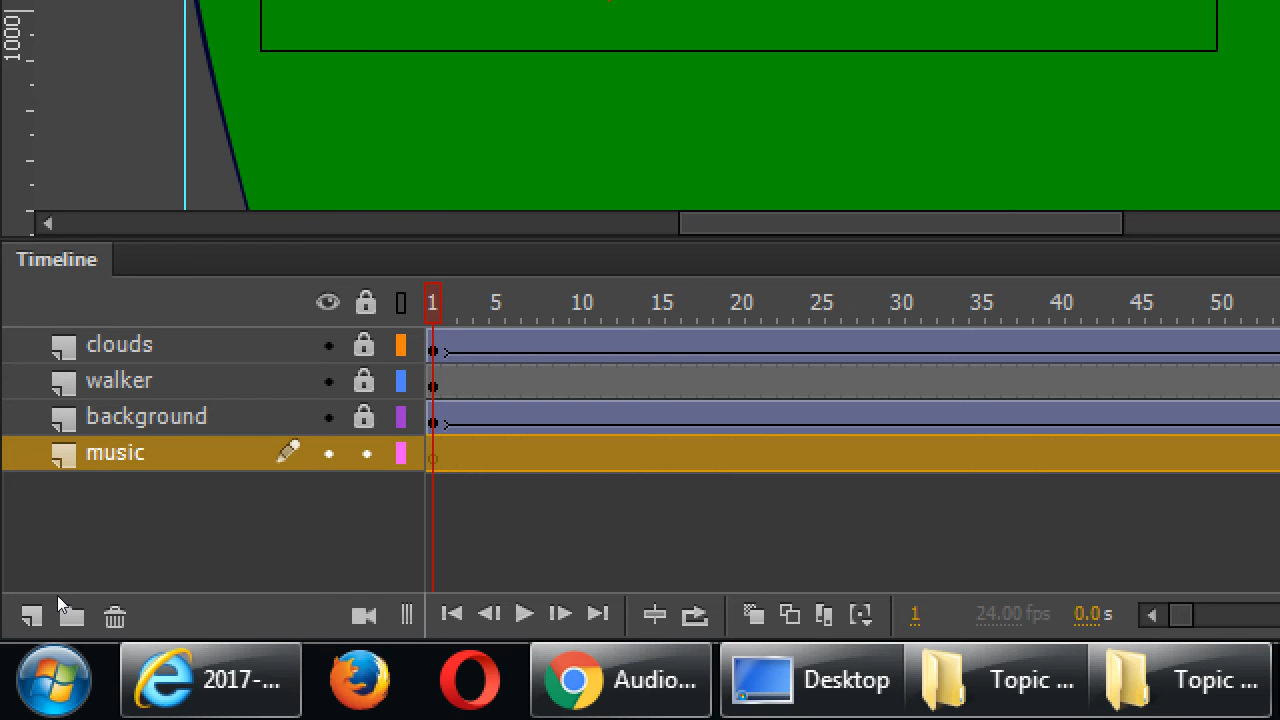 1000
Timeline
1 5 10 15 20 25 30 35 40 45 50
clouds
walker
background
music
1 24.00 fps 0.0 s
2017-... Audio... Desktop Topic ... Topic ...